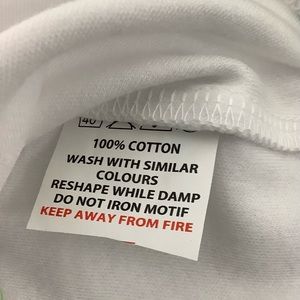 40
100% COTTON
WASH WITH SIMILAR
COLOURS
RESHAPE WHILE DAMP
DO NOT IRON MOTIF
KEEP AWAY FROM FIRE